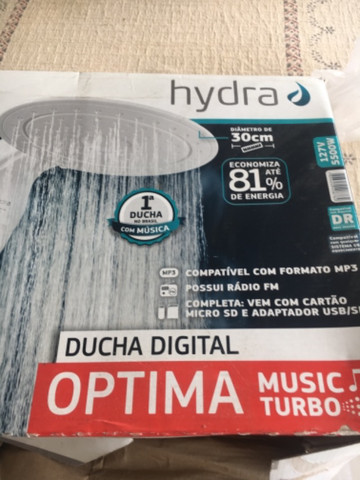 hydra
DIÂMETRO DE
30cm
127V
5500W
ECONOMIZA
ATÉ
81%
DE ENERGIA
1ª
DUCHA
NO BRASIL
COM MÚSICA
DR
MP3 COMPATÍVEL COM FORMATO MP3
POSSUI RÁDIO FM
COMPLETA: VEM COM CARTÃO
MICRO SD E ADAPTADOR USB/S
DUCHA DIGITAL
OPTIMA
MUSIC
TURBO